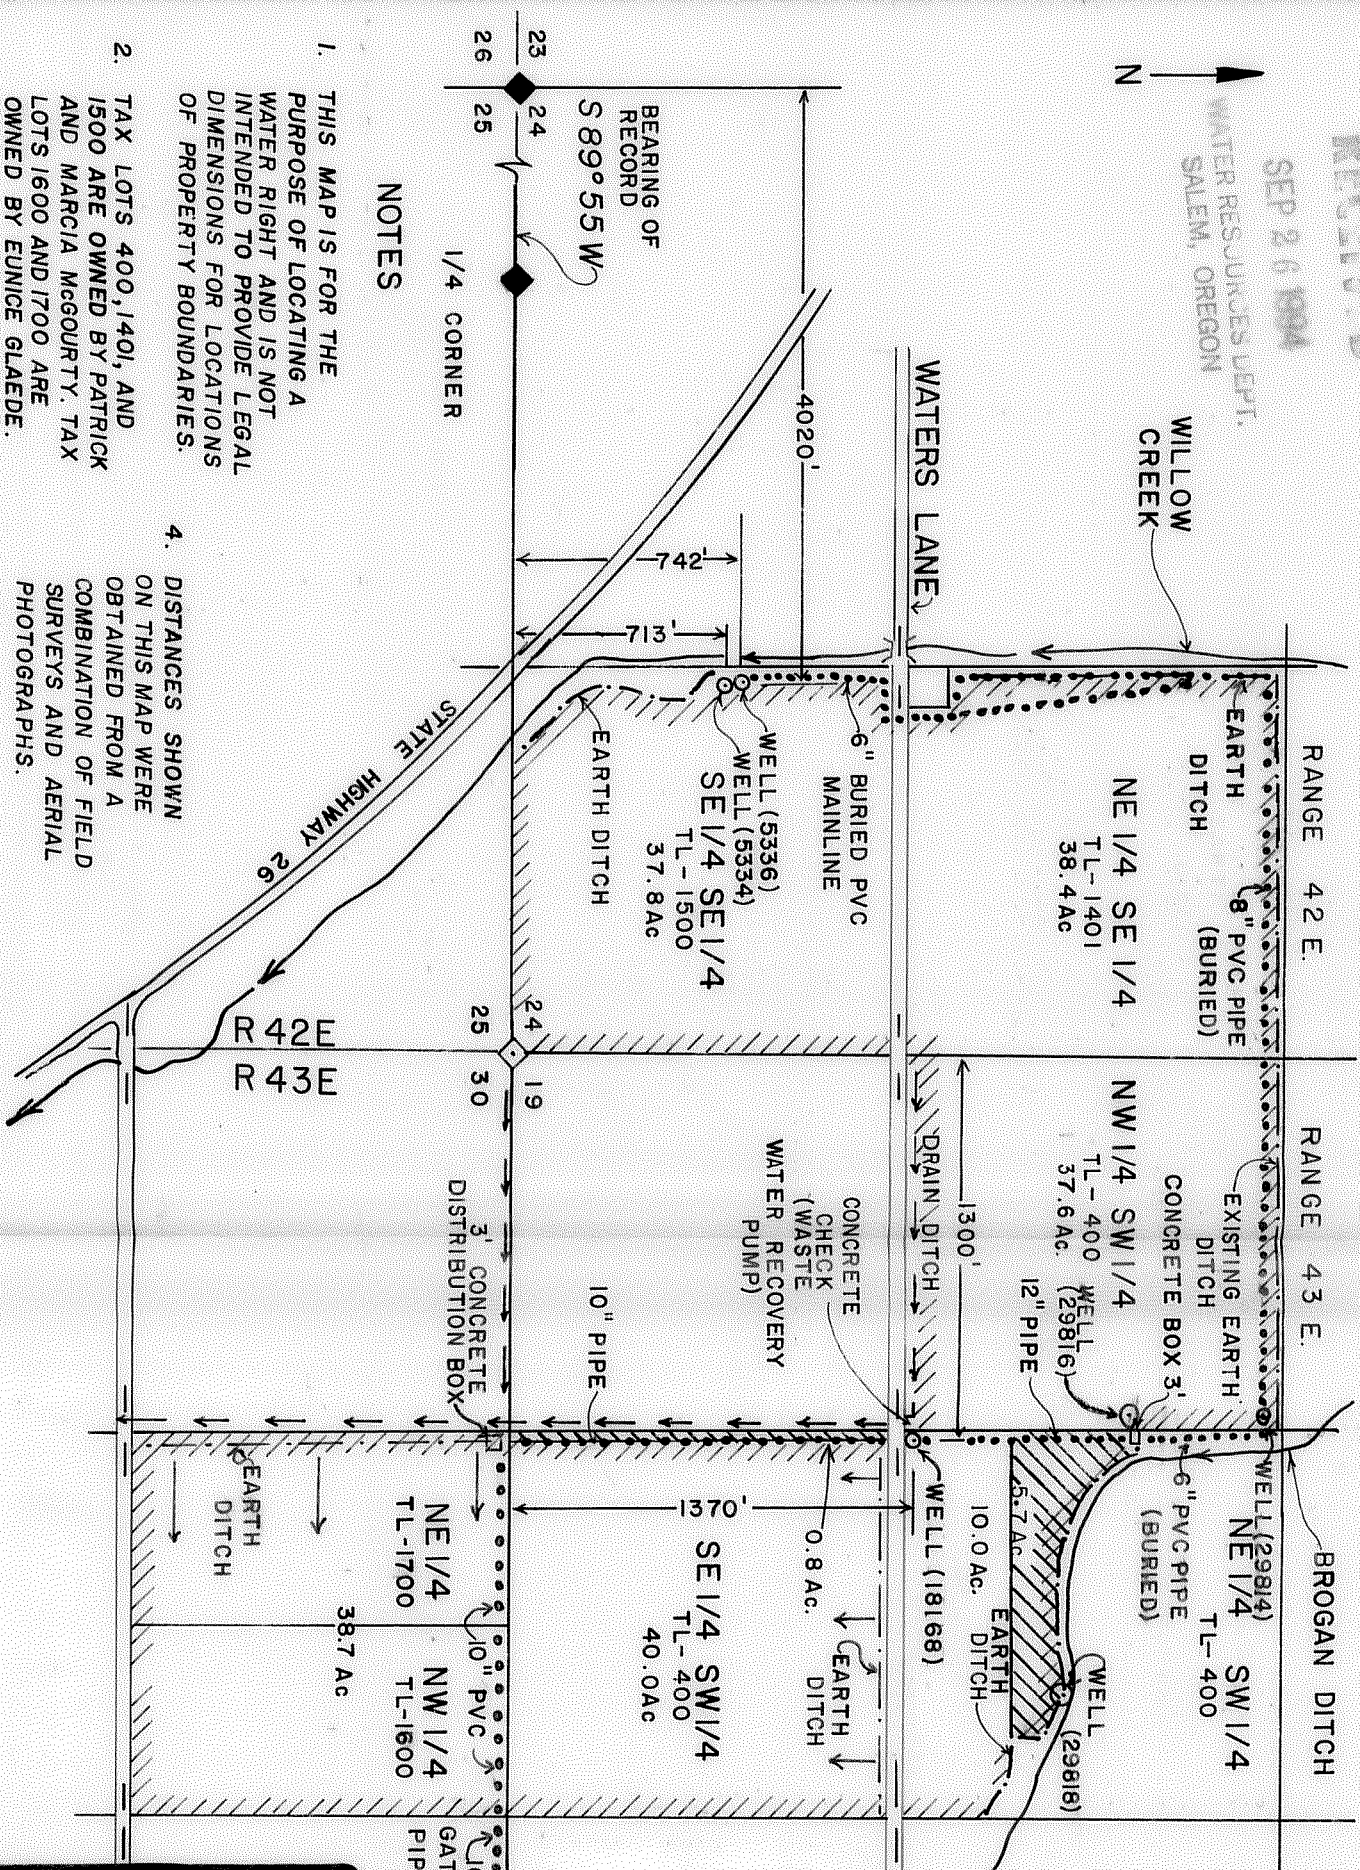 N
WATER RESOURCES DEPT.
SALEM, OREGON
SEP 26 1994
WILLOW
CREEK
WATERS LANE
BEARING OF
RECORD
S 89° 55 W
23
24
26
25
1/4 CORNER
4020'
742'
713'
RANGE 42 E.
RANGE 43 E.
EARTH
DITCH
8" PVC PIPE
(BURIED)
NE 1/4 SE 1/4
TL-1401
38.4 Ac
6" BURIED PVC
MAINLINE
WELL (5336)
WELL (5334)
SE 1/4 SE 1/4
TL-1500
37.8 Ac
EARTH DITCH
STATE HIGHWAY 26
24
25
19
30
R 42E
R 43E
EXISTING EARTH
DITCH
CONCRETE BOX 3'
NW 1/4 SW 1/4
TL-400
37.6 Ac.
WELL
(29816)
12" PIPE
1300'
DRAIN DITCH
CONCRETE
CHECK
(WASTE
WATER RECOVERY
PUMP)
10" PIPE
3' CONCRETE
DISTRIBUTION BOX
BROGAN DITCH
WELL (29814)
NE 1/4 SW 1/4
TL-400
6" PVC PIPE
(BURIED)
WELL
(29818)
5.7 Ac
10.0 Ac.
EARTH
DITCH
WELL (18168)
EARTH
DITCH
0.8 Ac.
1370'
SE 1/4 SW 1/4
TL-400
40.0Ac
10" PVC
NE 1/4
TL-1700
NW 1/4
TL-1600
38.7 Ac
EARTH
DITCH
NOTES
1. THIS MAP IS FOR THE
PURPOSE OF LOCATING A
WATER RIGHT AND IS NOT
INTENDED TO PROVIDE LEGAL
DIMENSIONS FOR LOCATIONS
OF PROPERTY BOUNDARIES.
2. TAX LOTS 400, 1401, AND
1500 ARE OWNED BY PATRICK
AND MARCIA McGOURTY. TAX
LOTS 1600 AND 1700 ARE
OWNED BY EUNICE GLAEDE.
4. DISTANCES SHOWN
ON THIS MAP WERE
OBTAINED FROM A
COMBINATION OF FIELD
SURVEYS AND AERIAL
PHOTOGRAPHS.